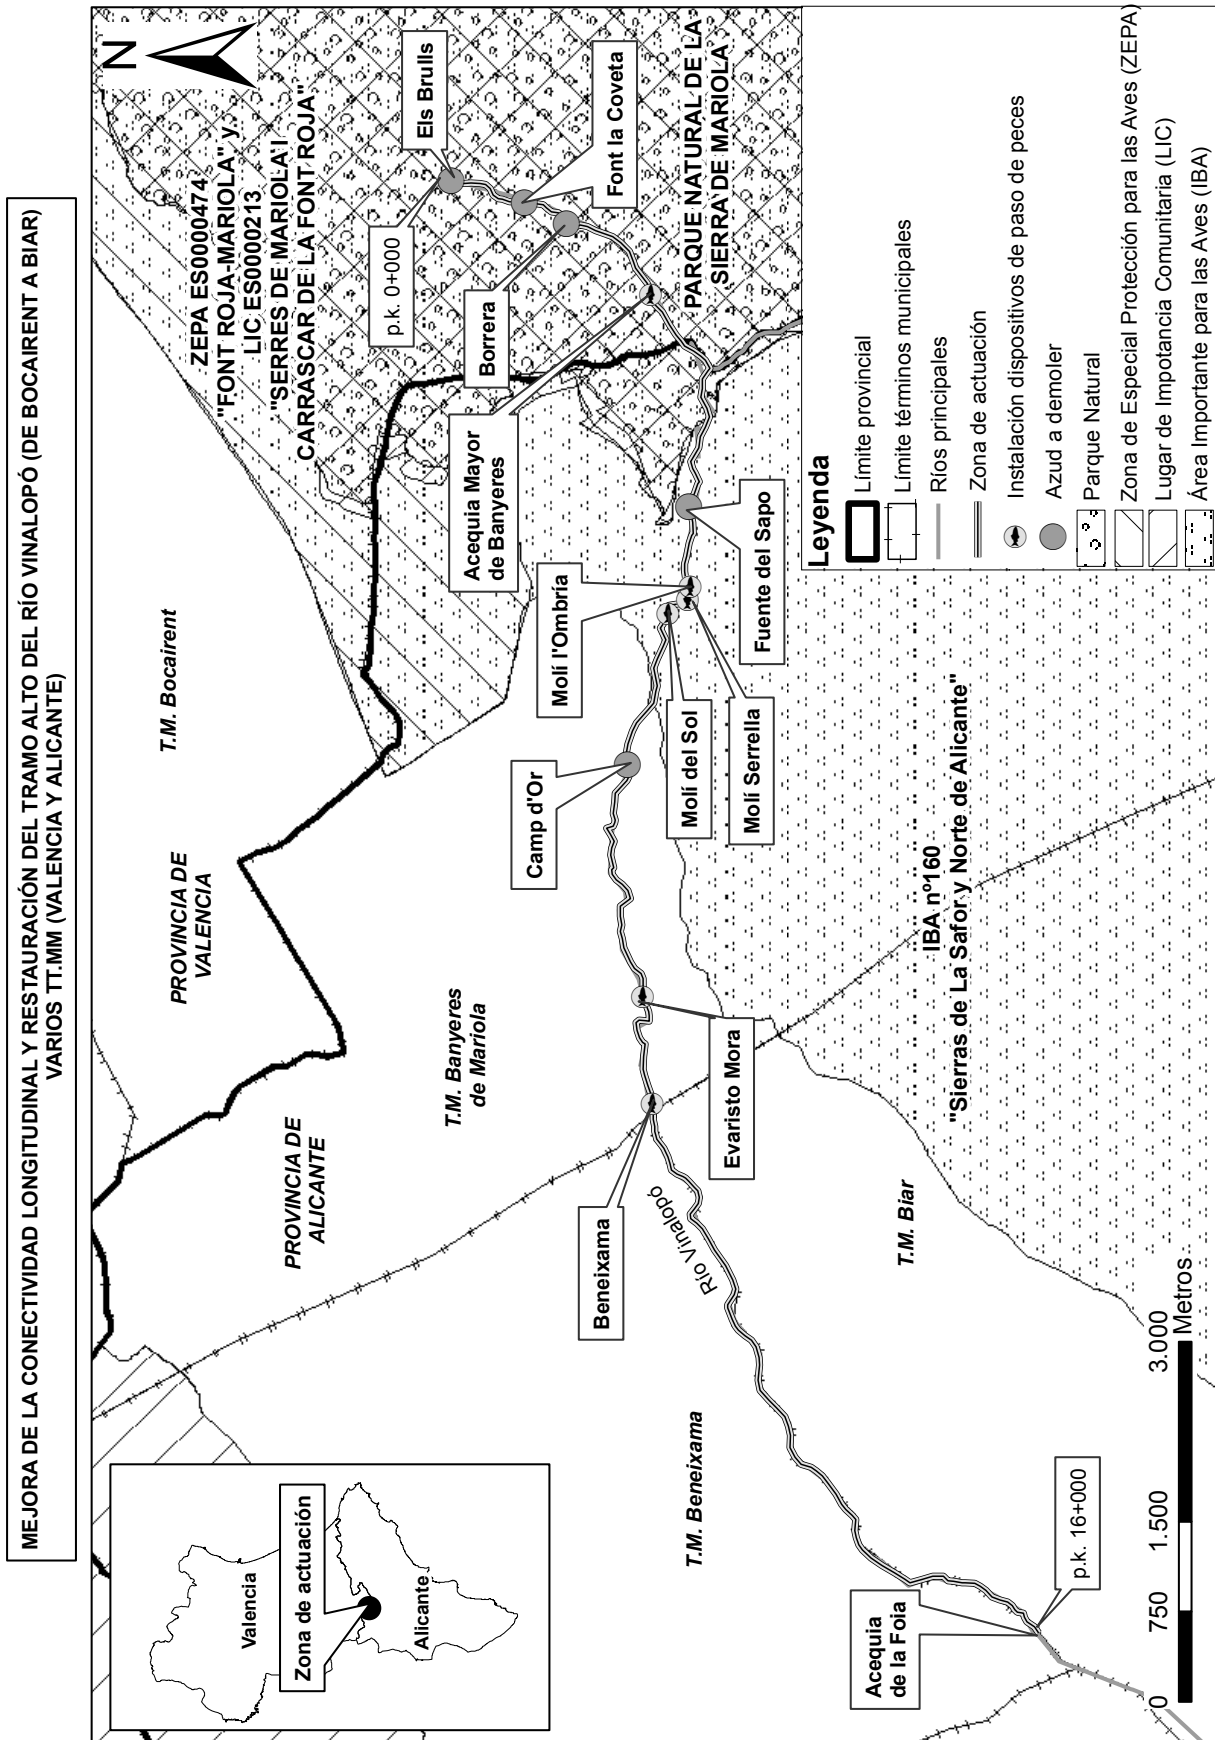 MEJORA DE LA CONECTIVIDAD LONGITUDINAL Y RESTAURACIÓN DEL TRAMO ALTO DEL RÍO VINALOPÓ (DE BOCAIRENT A BIAR)
VARIOS TT.MM (VALENCIA Y ALICANTE)
N
Valencia
Zona de actuación
Alicante
T.M. Bocairent
PROVINCIA DE
VALENCIA
PROVINCIA DE
ALICANTE
T.M. Banyeres
de Mariola
ZEPA ES0000474
"FONT ROJA-MARIOLA" y
LIC ES0000213
"SERRES DE MARIOLA I
CARRASCAR DE LA FONT ROJA"
p.k. 0+000
Els Brulls
Font la Coveta
Borrera
Acequia Mayor
de Banyeres
PARQUE NATURAL DE LA
SIERRA DE MARIOLA
Molí l'Ombría
Fuente del Sapo
Molí del Sol
Molí Serrella
Camp d'Or
Evaristo Mora
Beneixama
Río Vinalopó
T.M. Beneixama
T.M. Biar
IBA nº160
"Sierras de La Safor y Norte de Alicante"
Acequia
de la Foia
p.k. 16+000
0 750 1.500 3.000
Metros
Leyenda
Límite provincial
Límite términos municipales
Ríos principales
Zona de actuación
Instalación dispositivos de paso de peces
Azud a demoler
Parque Natural
Zona de Especial Protección para las Aves (ZEPA)
Lugar de Impotancia Comunitaria (LIC)
Área Importante para las Aves (IBA)